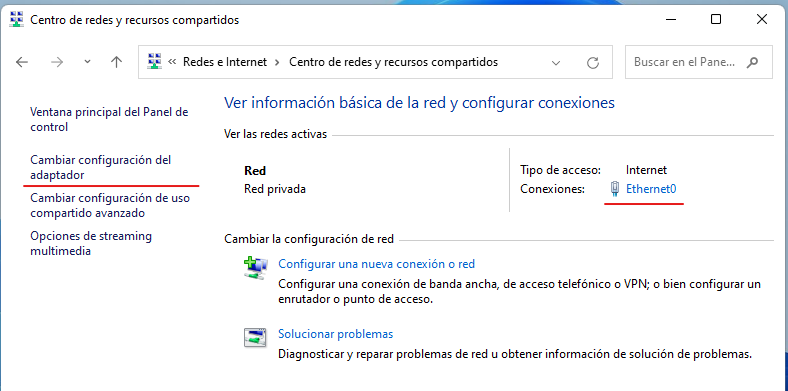 Centro de redes y recursos compartidos
Redes e Internet
Centro de redes y recursos compartidos
Buscar en el Pane...
Ventana principal del Panel de
control
Cambiar configuración del
adaptador
Cambiar configuración de uso
compartido avanzado
Opciones de streaming
multimedia
Ver información básica de la red y configurar conexiones
Ver las redes activas
Red
Red privada
Tipo de acceso: Internet
Conexiones: Ethernet0
Cambiar la configuración de red
Configurar una nueva conexión o red
Configurar una conexión de banda ancha, de acceso telefónico o VPN; o bien configurar un
enrutador o punto de acceso.
Solucionar problemas
Diagnosticar y reparar problemas de red u obtener información de solución de problemas.